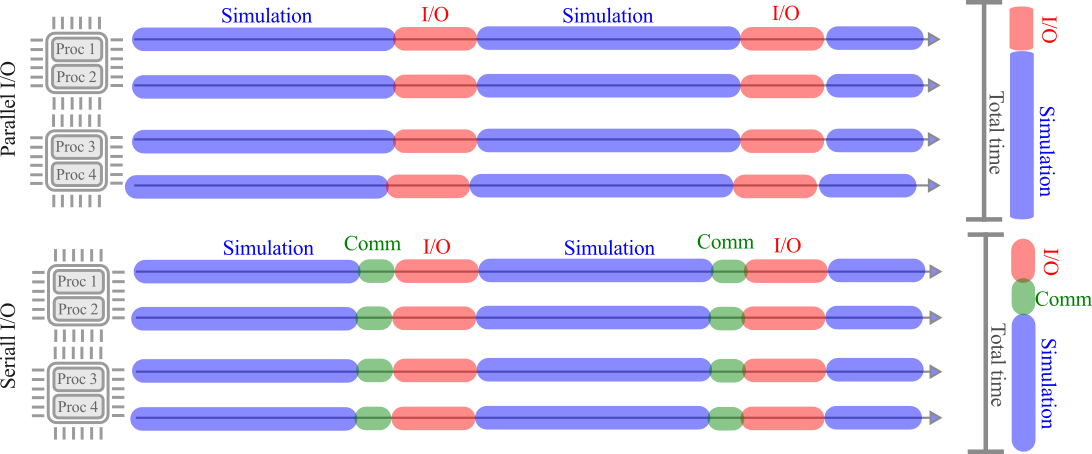 Simulation
I/O
Simulation
I/O
Parallel I/O
Proc 1
Proc 2
Proc 3
Proc 4
Total time
I/O
Simulation
Simulation
Comm
I/O
Simulation
Comm
I/O
Seriall I/O
Proc 1
Proc 2
Proc 3
Proc 4
Total time
I/O
Comm
Simulation